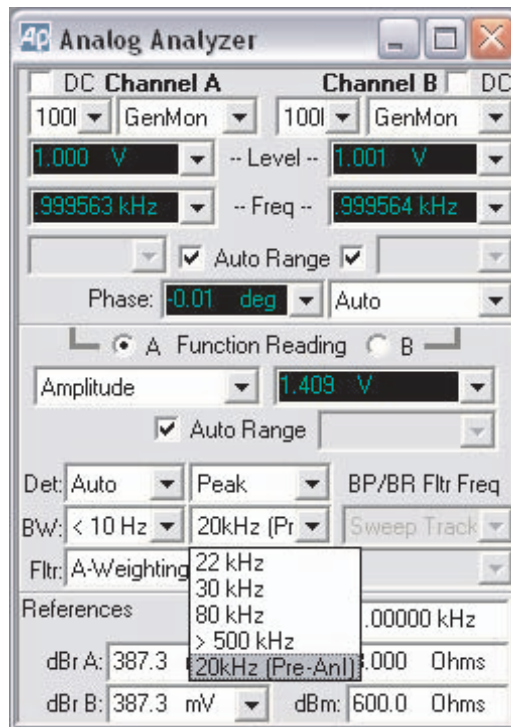 Ap Analog Analyzer
DC Channel A Channel B DC
100 GenMon 100 GenMon
1.000 V -- Level -- 1.001 V
.999563 kHz -- Freq -- .999564 kHz
Auto Range
Phase: -0.01 deg Auto
A Function Reading B
Amplitude 1.409 V
Auto Range
Det: Auto Peak BP/BR Fltr Freq
BW: < 10 Hz 20kHz (Pr Sweep Track
Fltr: A-Weighting
22 kHz
30 kHz
80 kHz
> 500 kHz
20kHz (Pre-Anl)
References .00000 kHz
dBr A: 387.3 .000 Ohms
dBr B: 387.3 mV dBm: 600.0 Ohms